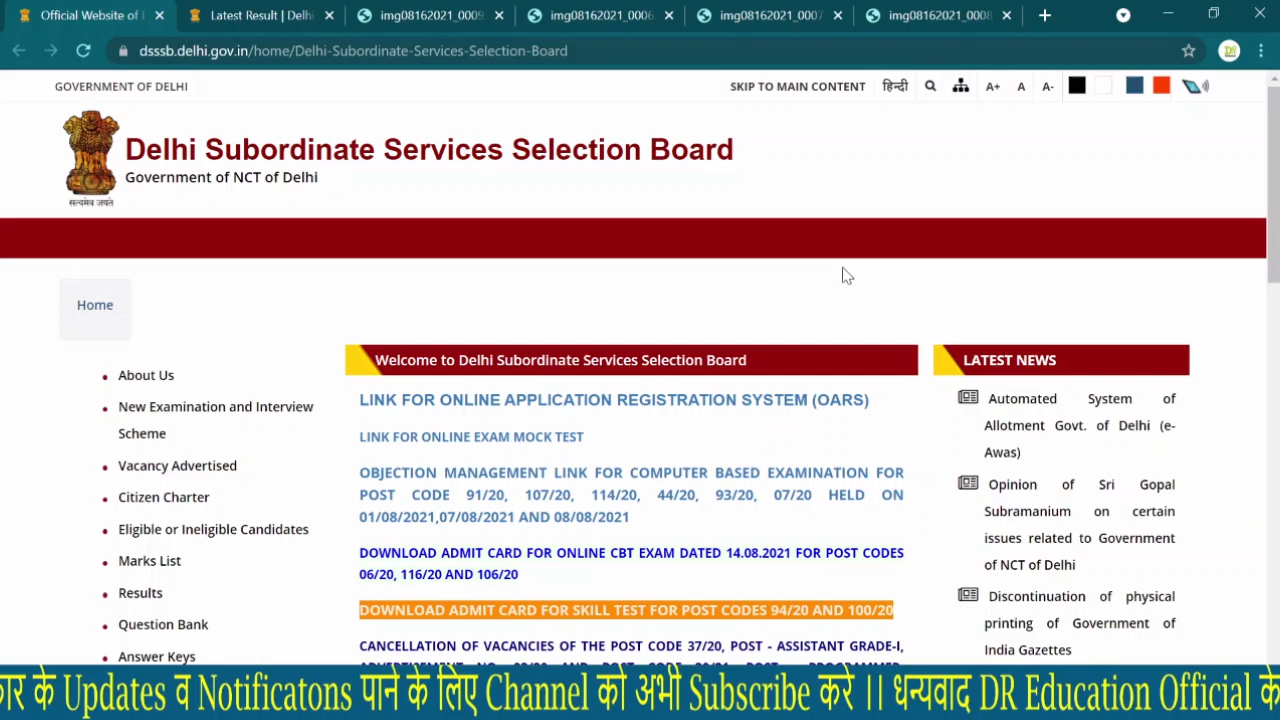 Official Website of
Latest Result | Delhi
img08162021_0009
img08162021_0006
img08162021_0007
img08162021_0008
dsssb.delhi.gov.in/home/Delhi-Subordinate-Services-Selection-Board
GOVERNMENT OF DELHI
SKIP TO MAIN CONTENT
हिन्दी
A+
A
A-
Delhi Subordinate Services Selection Board
Government of NCT of Delhi
सत्यमेव जयते
Home
About Us
New Examination and Interview
Scheme
Vacancy Advertised
Citizen Charter
Eligible or Ineligible Candidates
Marks List
Results
Question Bank
Answer Keys
Welcome to Delhi Subordinate Services Selection Board
LINK FOR ONLINE APPLICATION REGISTRATION SYSTEM (OARS)
LINK FOR ONLINE EXAM MOCK TEST
OBJECTION MANAGEMENT LINK FOR COMPUTER BASED EXAMINATION FOR
POST CODE 91/20, 107/20, 114/20, 44/20, 93/20, 07/20 HELD ON
01/08/2021,07/08/2021 AND 08/08/2021
DOWNLOAD ADMIT CARD FOR ONLINE CBT EXAM DATED 14.08.2021 FOR POST CODES
06/20, 116/20 AND 106/20
DOWNLOAD ADMIT CARD FOR SKILL TEST FOR POST CODES 94/20 AND 100/20
CANCELLATION OF VACANCIES OF THE POST CODE 37/20, POST - ASSISTANT GRADE-I,
LATEST NEWS
Automated System of
Allotment Govt. of Delhi (e-
Awas)
Opinion of Sri Gopal
Subramanium on certain
issues related to Government
of NCT of Delhi
Discontinuation of physical
printing of Government of
India Gazettes
के Updates व Notificatons पाने के लिए Channel को अभी Subscribe करे ।। धन्यवाद DR Education Official के